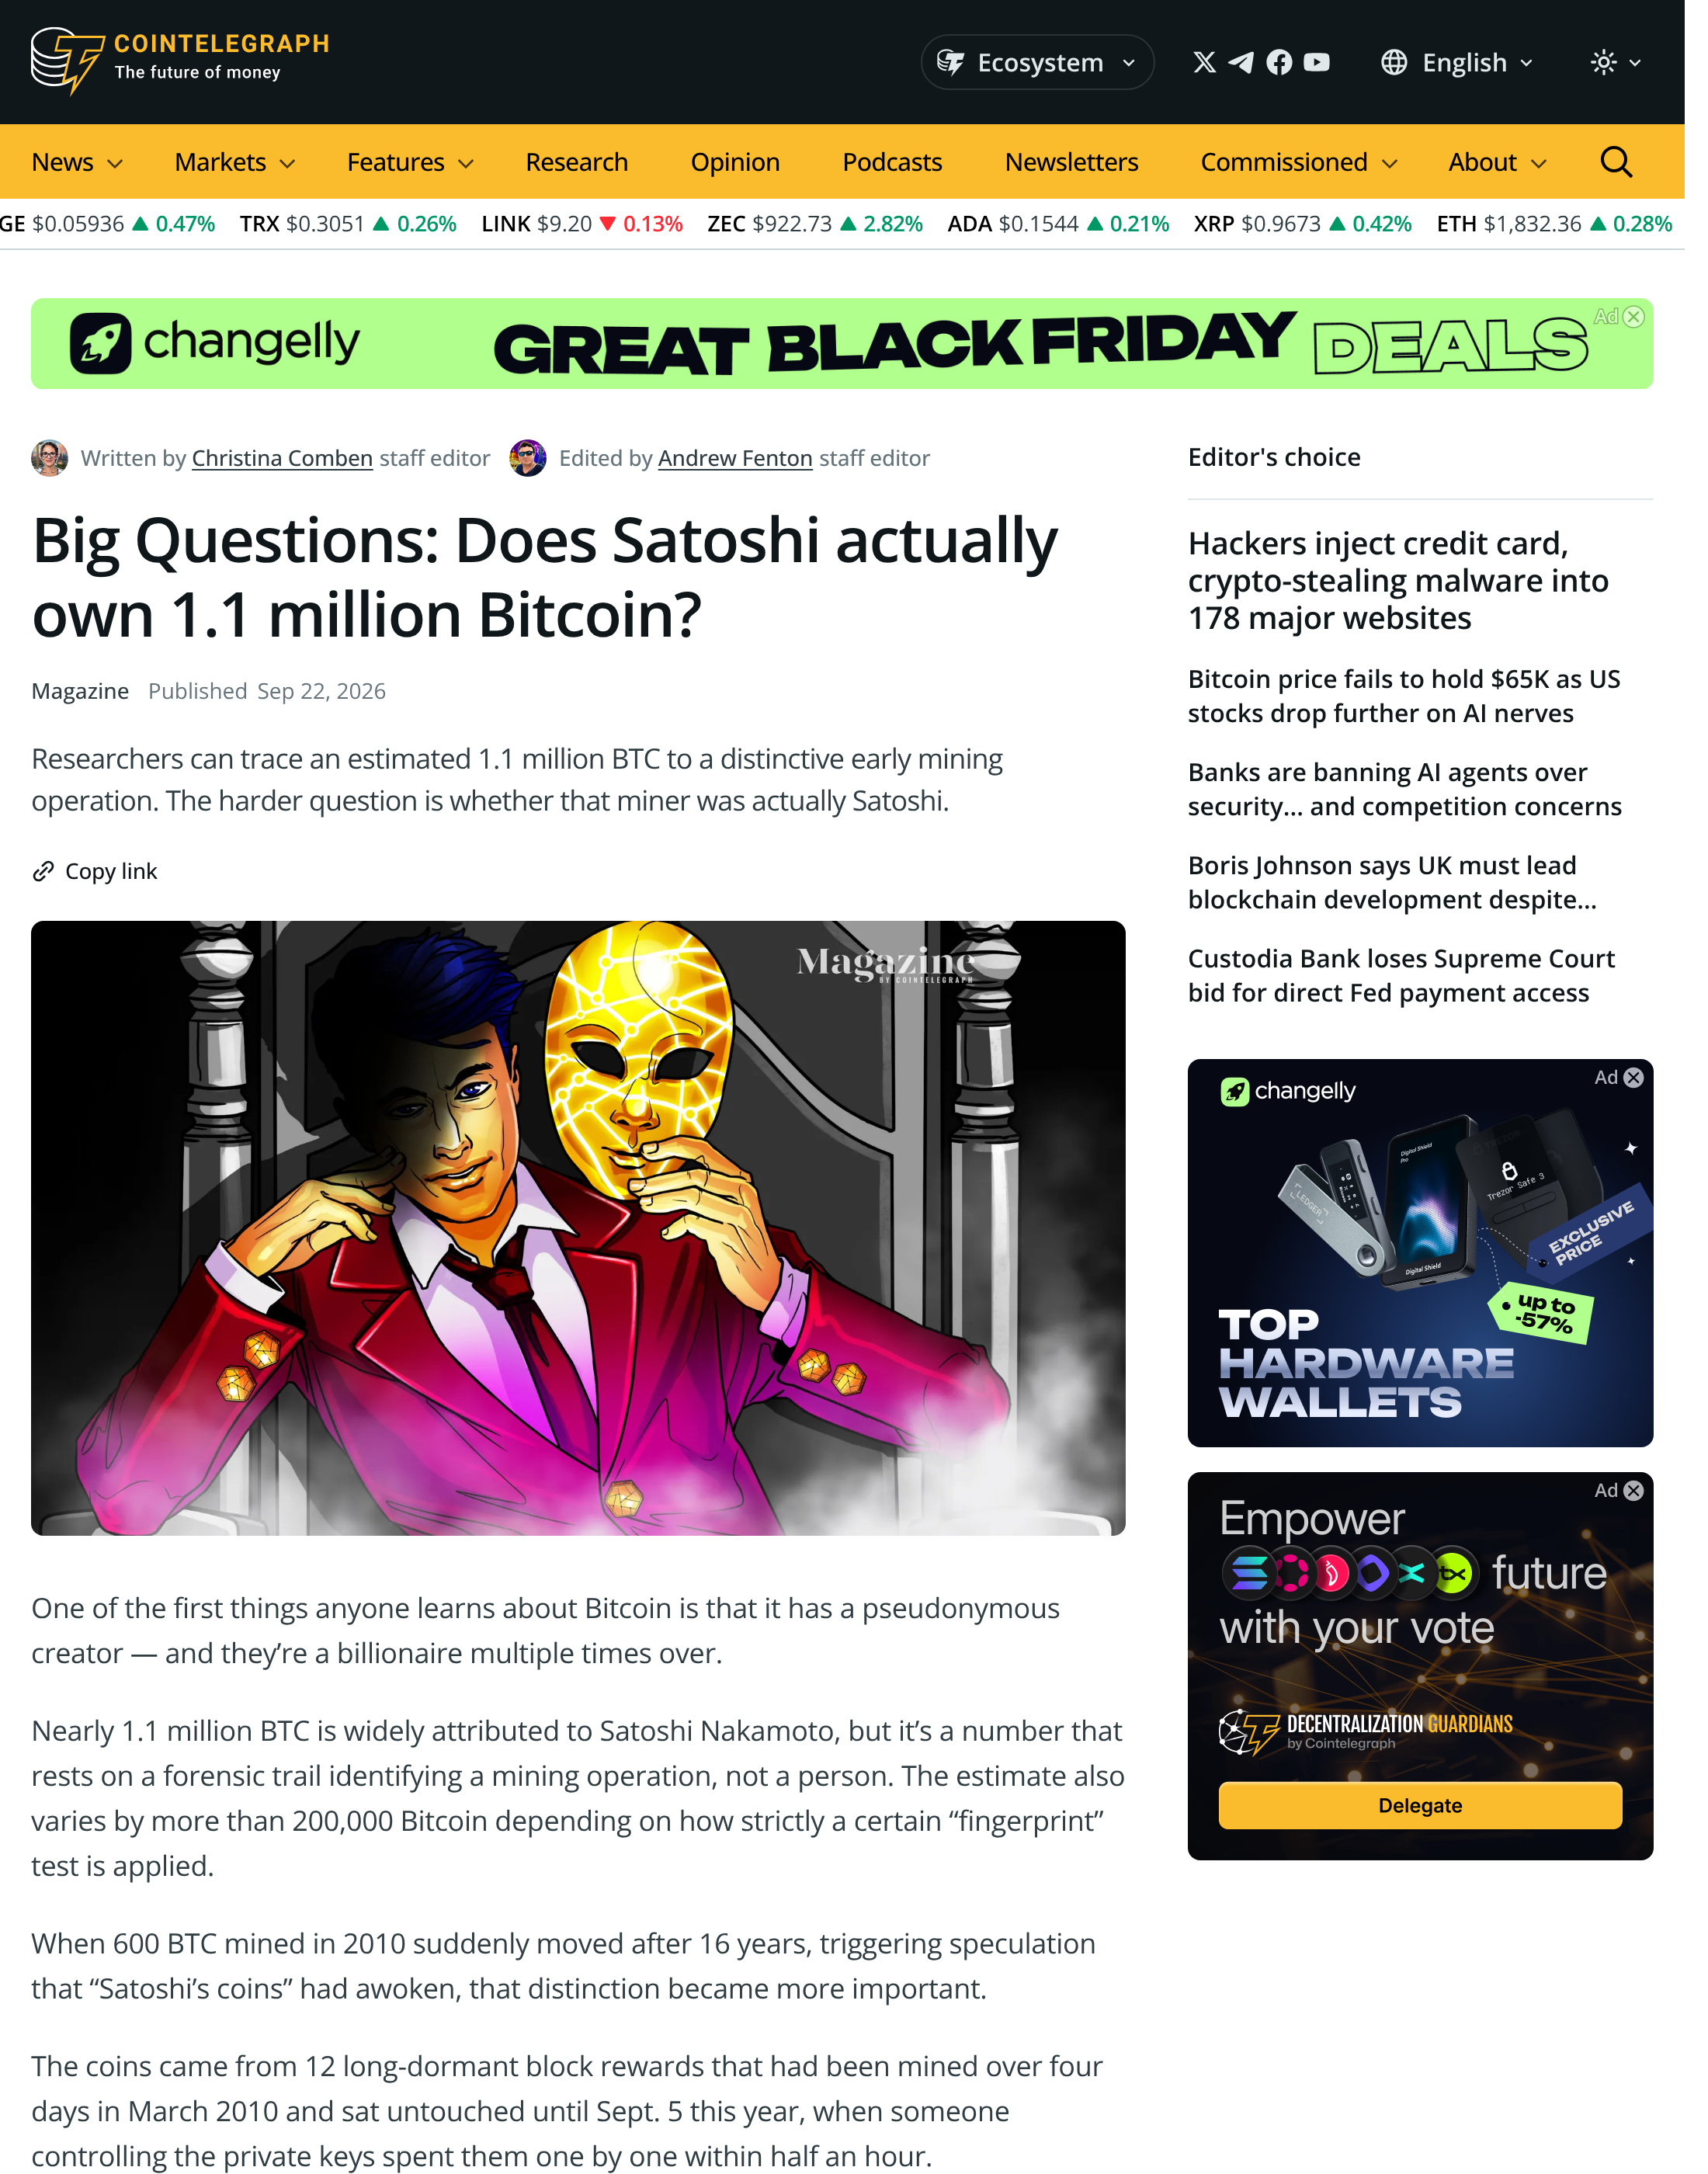 COINTELEGRAPH
The future of money
Ecosystem
English
News
Markets
Features
Research
Opinion
Podcasts
Newsletters
Commissioned
About
GE $0.05936 ▲ 0.47% TRX $0.3051 ▲ 0.26% LINK $9.20 ▼ 0.13% ZEC $922.73 ▲ 2.82% ADA $0.1544 ▲ 0.21% XRP $0.9673 ▲ 0.42% ETH $1,832.36 ▲ 0.28%
changelly GREAT BLACK FRIDAY DEALS
Ad
Written by Christina Comben staff editor Edited by Andrew Fenton staff editor
Big Questions: Does Satoshi actually
own 1.1 million Bitcoin?
Magazine Published Sep 22, 2026
Researchers can trace an estimated 1.1 million BTC to a distinctive early mining
operation. The harder question is whether that miner was actually Satoshi.
Copy link
Magazine
BY COINTELEGRAPH
One of the first things anyone learns about Bitcoin is that it has a pseudonymous
creator — and they’re a billionaire multiple times over.
Nearly 1.1 million BTC is widely attributed to Satoshi Nakamoto, but it’s a number that
rests on a forensic trail identifying a mining operation, not a person. The estimate also
varies by more than 200,000 Bitcoin depending on how strictly a certain “fingerprint”
test is applied.
When 600 BTC mined in 2010 suddenly moved after 16 years, triggering speculation
that “Satoshi’s coins” had awoken, that distinction became more important.
The coins came from 12 long-dormant block rewards that had been mined over four
days in March 2010 and sat untouched until Sept. 5 this year, when someone
controlling the private keys spent them one by one within half an hour.
Editor's choice
Hackers inject credit card,
crypto-stealing malware into
178 major websites
Bitcoin price fails to hold $65K as US
stocks drop further on AI nerves
Banks are banning AI agents over
security... and competition concerns
Boris Johnson says UK must lead
blockchain development despite...
Custodia Bank loses Supreme Court
bid for direct Fed payment access
Ad
changelly
LEDGER
Digital Shield
Pro
Digital Shield
TREZOR
Trezor Safe 3
EXCLUSIVE
PRICE
up to
-57%
TOP
HARDWARE
WALLETS
Ad
Empower
tx future
with your vote
DECENTRALIZATION GUARDIANS
by Cointelegraph
Delegate